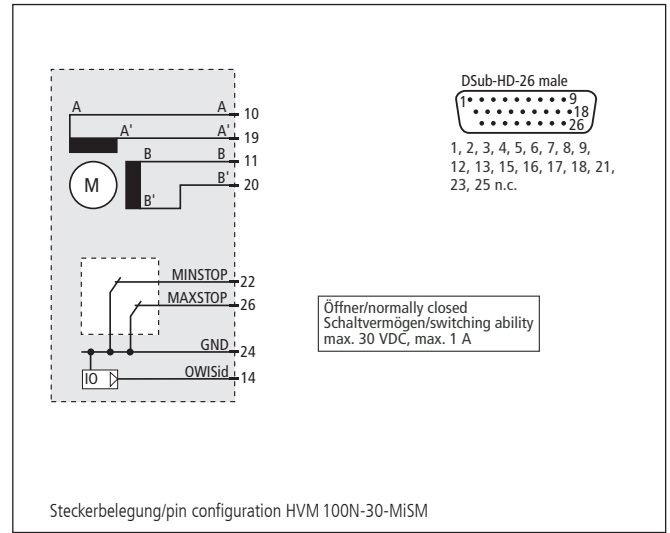 A A 10
A' A' 19
B B 11
M
B' B' 20
MINSTOP 22
MAXSTOP 26
GND 24
IO OWISid 14
DSub-HD-26 male
1 9
18
26
1, 2, 3, 4, 5, 6, 7, 8, 9,
12, 13, 15, 16, 17, 18, 21,
23, 25 n.c.
Öffner/normally closed
Schaltvermögen/switching ability
max. 30 VDC, max. 1 A
Steckerbelegung/pin configuration HVM 100N-30-MiSM